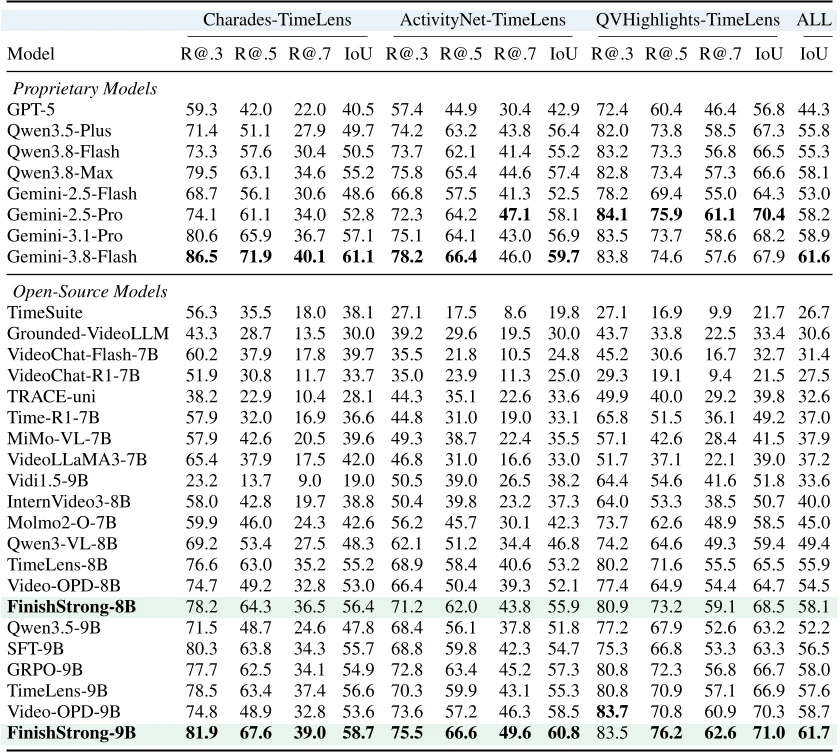 Charades-TimeLens ActivityNet-TimeLens QVHighlights-TimeLens ALL
Model R@.3 R@.5 R@.7 IoU R@.3 R@.5 R@.7 IoU R@.3 R@.5 R@.7 IoU IoU
Proprietary Models
GPT-5 59.3 42.0 22.0 40.5 57.4 44.9 30.4 42.9 72.4 60.4 46.4 56.8 44.3
Qwen3.5-Plus 71.4 51.1 27.9 49.7 74.2 63.2 43.8 56.4 82.0 73.8 58.5 67.3 55.8
Qwen3.8-Flash 73.3 57.6 30.4 50.5 73.7 62.1 41.4 55.2 83.2 73.3 56.8 66.5 55.3
Qwen3.8-Max 79.5 63.1 34.6 55.2 75.8 65.4 44.6 57.4 82.8 73.4 57.3 66.6 58.1
Gemini-2.5-Flash 68.7 56.1 30.6 48.6 66.8 57.5 41.3 52.5 78.2 69.4 55.0 64.3 53.0
Gemini-2.5-Pro 74.1 61.1 34.0 52.8 72.3 64.2 47.1 58.1 84.1 75.9 61.1 70.4 58.2
Gemini-3.1-Pro 80.6 65.9 36.7 57.1 75.1 64.1 43.0 56.9 83.5 73.7 58.6 68.2 58.9
Gemini-3.8-Flash 86.5 71.9 40.1 61.1 78.2 66.4 46.0 59.7 83.8 74.6 57.6 67.9 61.6
Open-Source Models
TimeSuite 56.3 35.5 18.0 38.1 27.1 17.5 8.6 19.8 27.1 16.9 9.9 21.7 26.7
Grounded-VideoLLM 43.3 28.7 13.5 30.0 39.2 29.6 19.5 30.0 43.7 33.8 22.5 33.4 30.6
VideoChat-Flash-7B 60.2 37.9 17.8 39.7 35.5 21.8 10.5 24.8 45.2 30.6 16.7 32.7 31.4
VideoChat-R1-7B 51.9 30.8 11.7 33.7 35.0 23.9 11.3 25.0 29.3 19.1 9.4 21.5 27.5
TRACE-uni 38.2 22.9 10.4 28.1 44.3 35.1 22.6 33.6 49.9 40.0 29.2 39.8 32.6
Time-R1-7B 57.9 32.0 16.9 36.6 44.8 31.0 19.0 33.1 65.8 51.5 36.1 49.2 37.0
MiMo-VL-7B 57.9 42.6 20.5 39.6 49.3 38.7 22.4 35.5 57.1 42.6 28.4 41.5 37.9
VideoLLaMA3-7B 65.4 37.9 17.5 42.0 46.8 31.0 16.6 33.0 51.7 37.1 22.1 39.0 37.2
Vidi1.5-9B 23.2 13.7 9.0 19.0 50.5 39.0 26.5 38.2 64.4 54.6 41.6 51.8 33.6
InternVideo3-8B 58.0 42.8 19.7 38.8 50.4 39.8 23.2 37.3 64.0 53.3 38.5 50.7 40.0
Molmo2-O-7B 59.9 46.0 24.3 42.6 56.2 45.7 30.1 42.3 73.7 62.6 48.9 58.5 45.0
Qwen3-VL-8B 69.2 53.4 27.5 48.3 62.1 51.2 34.4 46.8 74.2 64.6 49.3 59.4 49.4
TimeLens-8B 76.6 63.0 35.2 55.2 68.9 58.4 40.6 53.2 80.2 71.6 55.5 65.5 55.9
Video-OPD-8B 74.7 49.2 32.8 53.0 66.4 50.4 39.3 52.1 77.4 64.9 54.4 64.7 54.5
FinishStrong-8B 78.2 64.3 36.5 56.4 71.2 62.0 43.8 55.9 80.9 73.2 59.1 68.5 58.1
Qwen3.5-9B 71.5 48.7 24.6 47.8 68.4 56.1 37.8 51.8 77.2 67.9 52.6 63.2 52.2
SFT-9B 80.3 63.8 34.3 55.7 68.8 59.8 42.3 54.7 75.3 66.8 53.3 63.3 56.5
GRPO-9B 77.7 62.5 34.1 54.9 72.8 63.4 45.2 57.3 80.8 72.3 56.8 66.7 58.0
TimeLens-9B 78.5 63.4 37.4 56.6 70.3 59.9 43.1 55.3 80.8 70.9 57.1 66.9 57.6
Video-OPD-9B 74.8 48.9 32.8 53.6 73.6 57.2 46.3 58.5 83.7 70.8 60.9 70.3 58.7
FinishStrong-9B 81.9 67.6 39.0 58.7 75.5 66.6 49.6 60.8 83.5 76.2 62.6 71.0 61.7